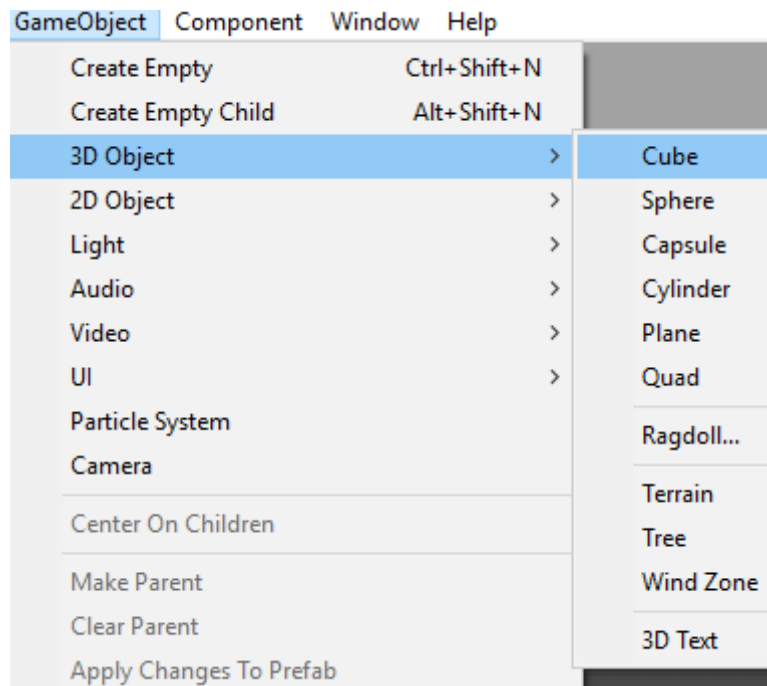 GameObject Component Window Help
Create Empty Ctrl+Shift+N
Create Empty Child Alt+Shift+N
3D Object > Cube
2D Object > Sphere
Light > Capsule
Audio > Cylinder
Video > Plane
UI > Quad
Particle System
Ragdoll...
Camera
Terrain
Center On Children
Tree
Make Parent
Wind Zone
Clear Parent
3D Text
Apply Changes To Prefab